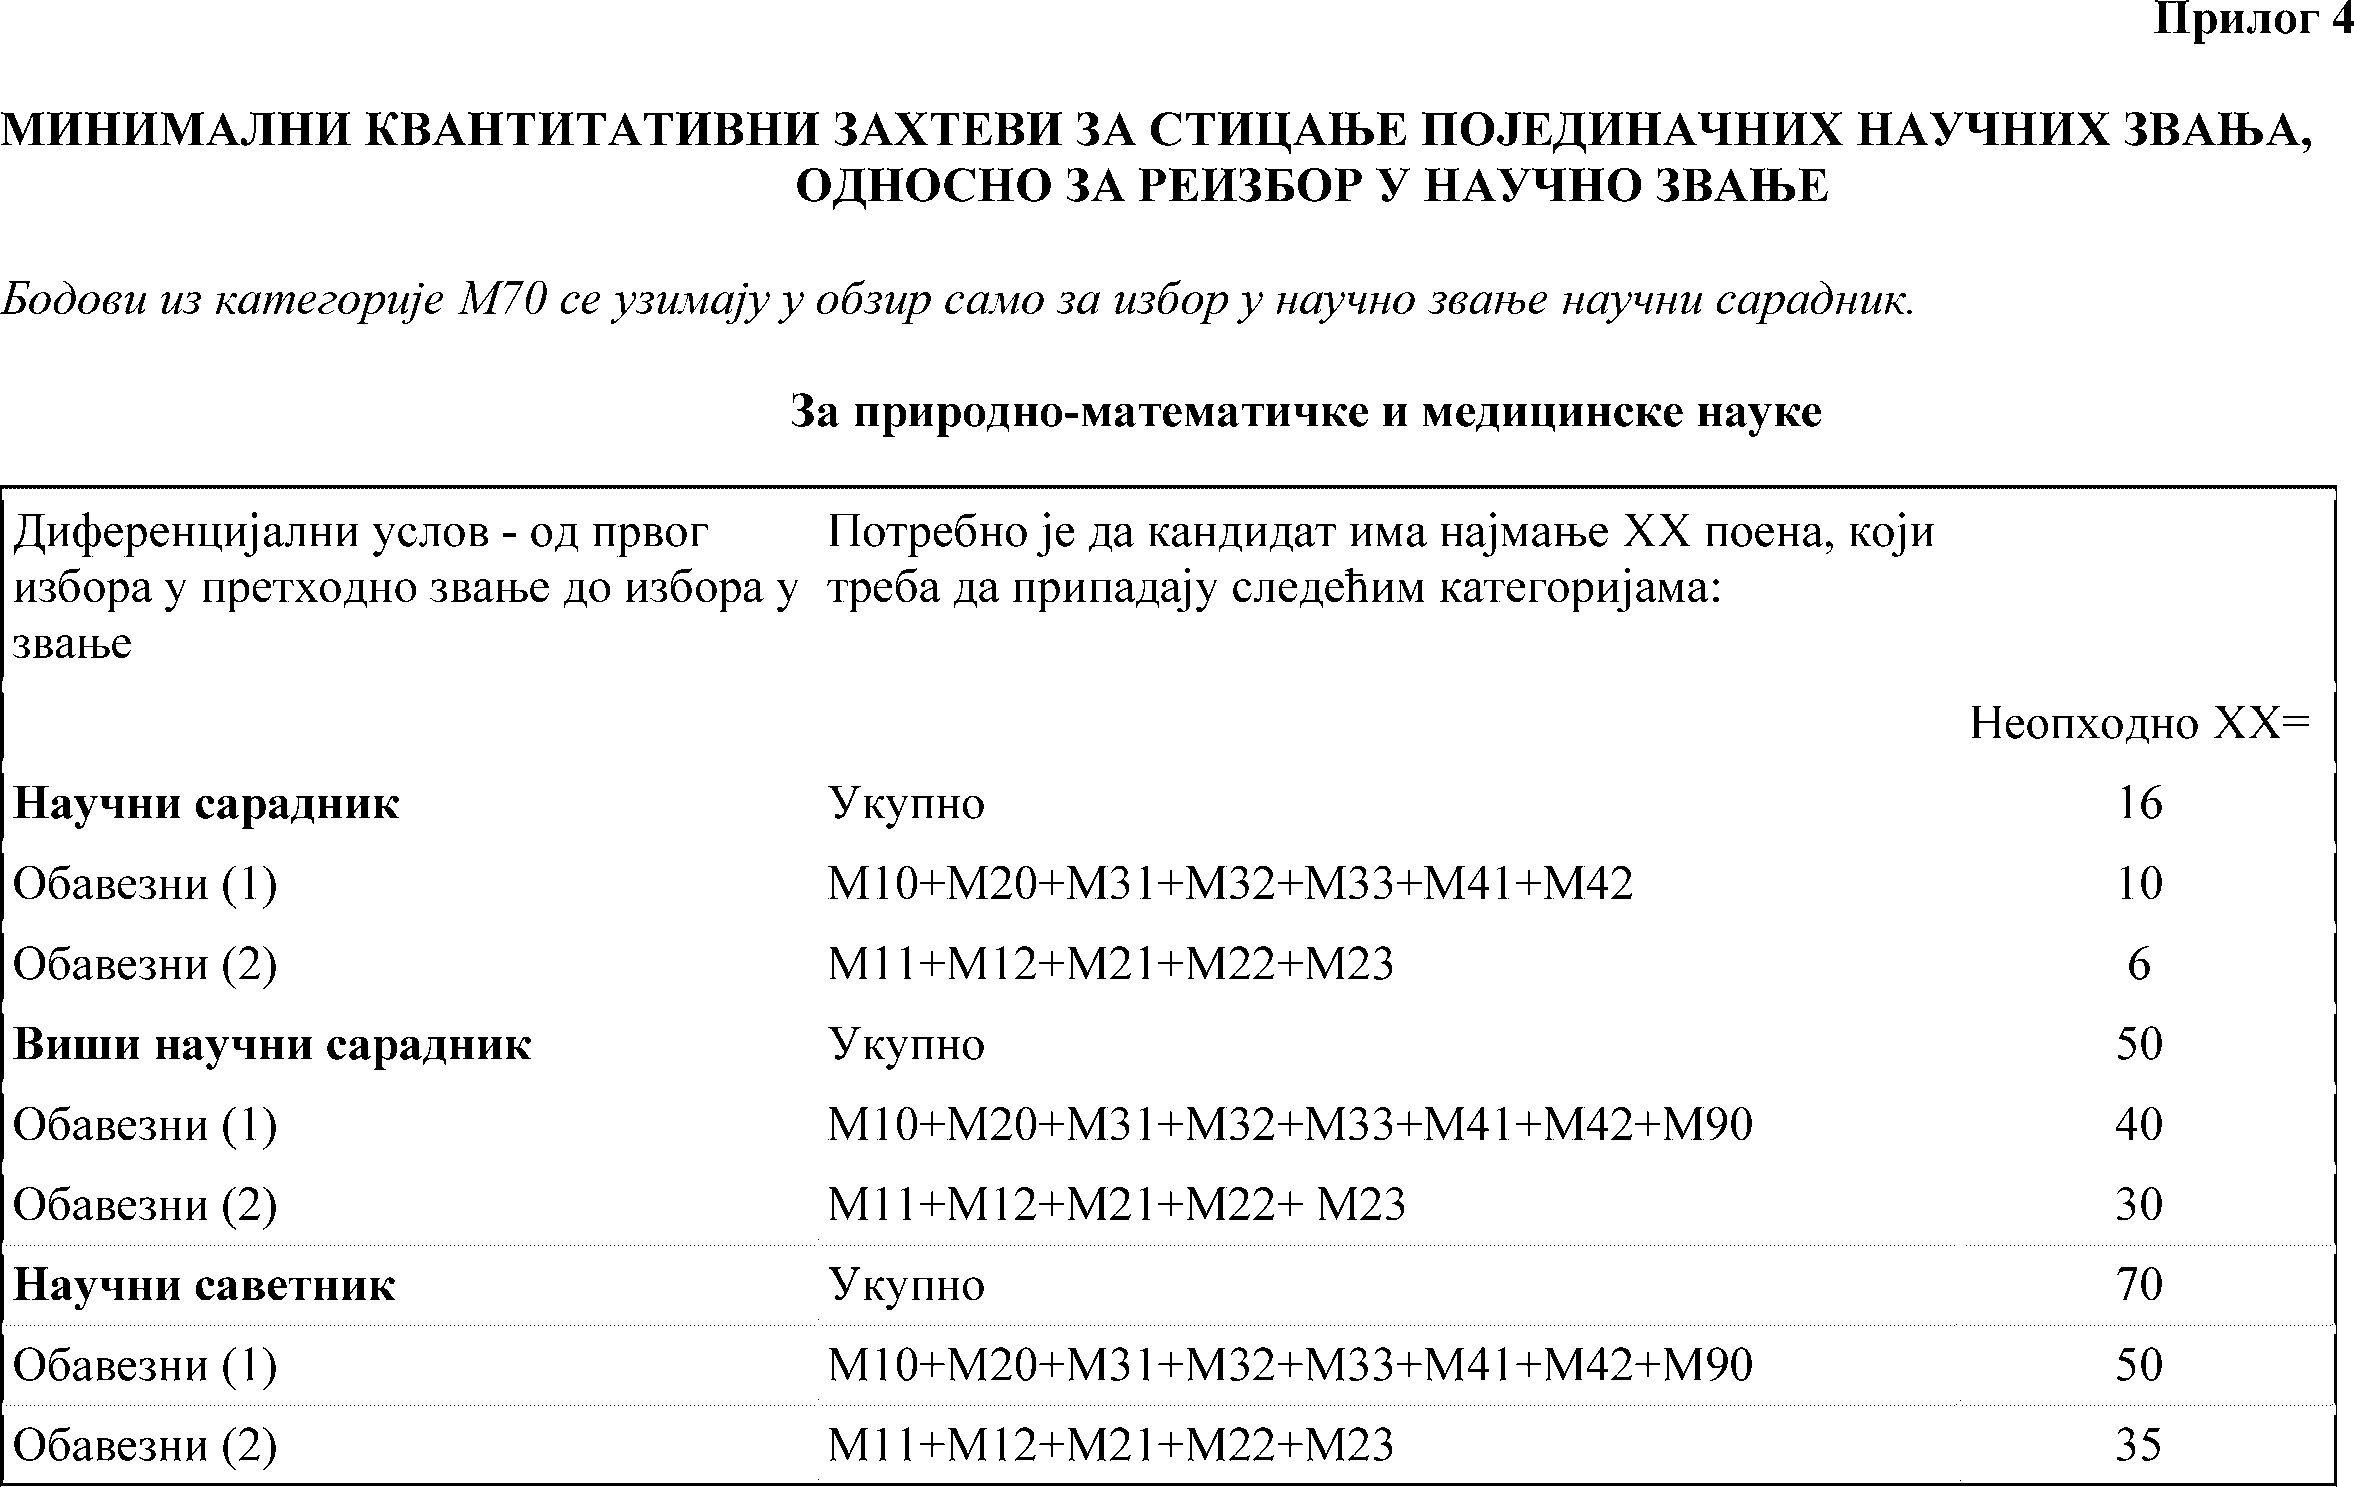 Прилог 4
МИНИМАЛНИ КВАНТИТАТИВНИ ЗАХТЕВИ ЗА СТИЦАЊЕ ПОЈЕДИНАЧНИХ НАУЧНИХ ЗВАЊА,
ОДНОСНО ЗА РЕИЗБОР У НАУЧНО ЗВАЊЕ
Бодови из категорије М70 се узимају у обзир само за избор у научно звање научни сарадник.
За природно-математичке и медицинске науке
Диференцијални услов - од првог
избора у претходно звање до избора у
звање
Потребно је да кандидат има најмање XX поена, који
треба да припадају следећим категоријама:
Неопходно XX=
Научни сарадник Укупно 16
Обавезни (1) М10+М20+М31+М32+М33+М41+М42 10
Обавезни (2) М11+М12+М21+М22+М23 6
Виши научни сарадник Укупно 50
Обавезни (1) М10+М20+М31+М32+М33+М41+М42+М90 40
Обавезни (2) М11+М12+М21+М22+ М23 30
Научни саветник Укупно 70
Обавезни (1) М10+М20+М31+М32+М33+М41+М42+М90 50
Обавезни (2) М11+М12+М21+М22+М23 35